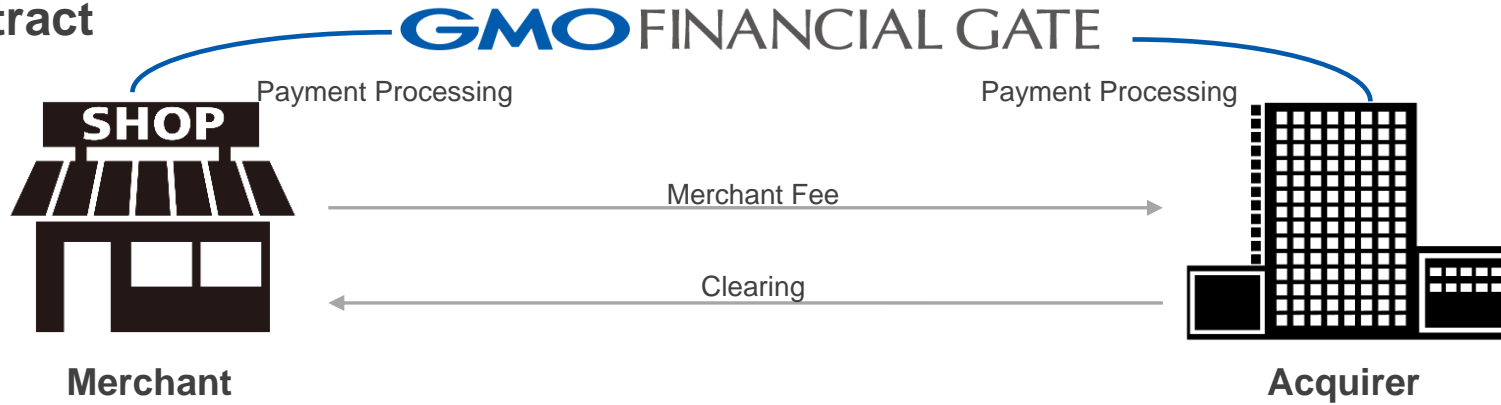 tract
GMO FINANCIAL GATE
Payment Processing
Payment Processing
SHOP
Merchant Fee
Clearing
Merchant
Acquirer